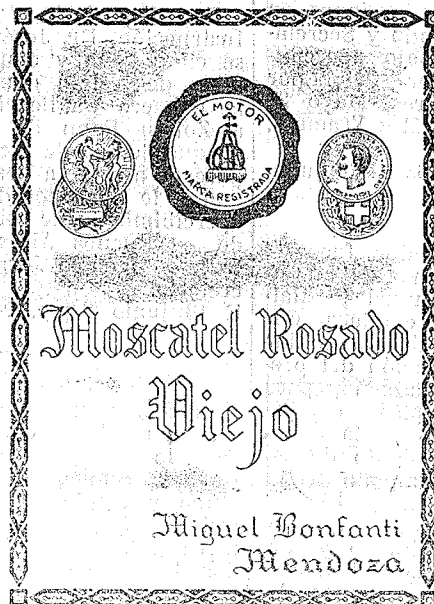 EL MOTOR
MARCA REGISTRADA
Moscatel Rosado
Viejo
Miguel Bonfanti
Mendoza